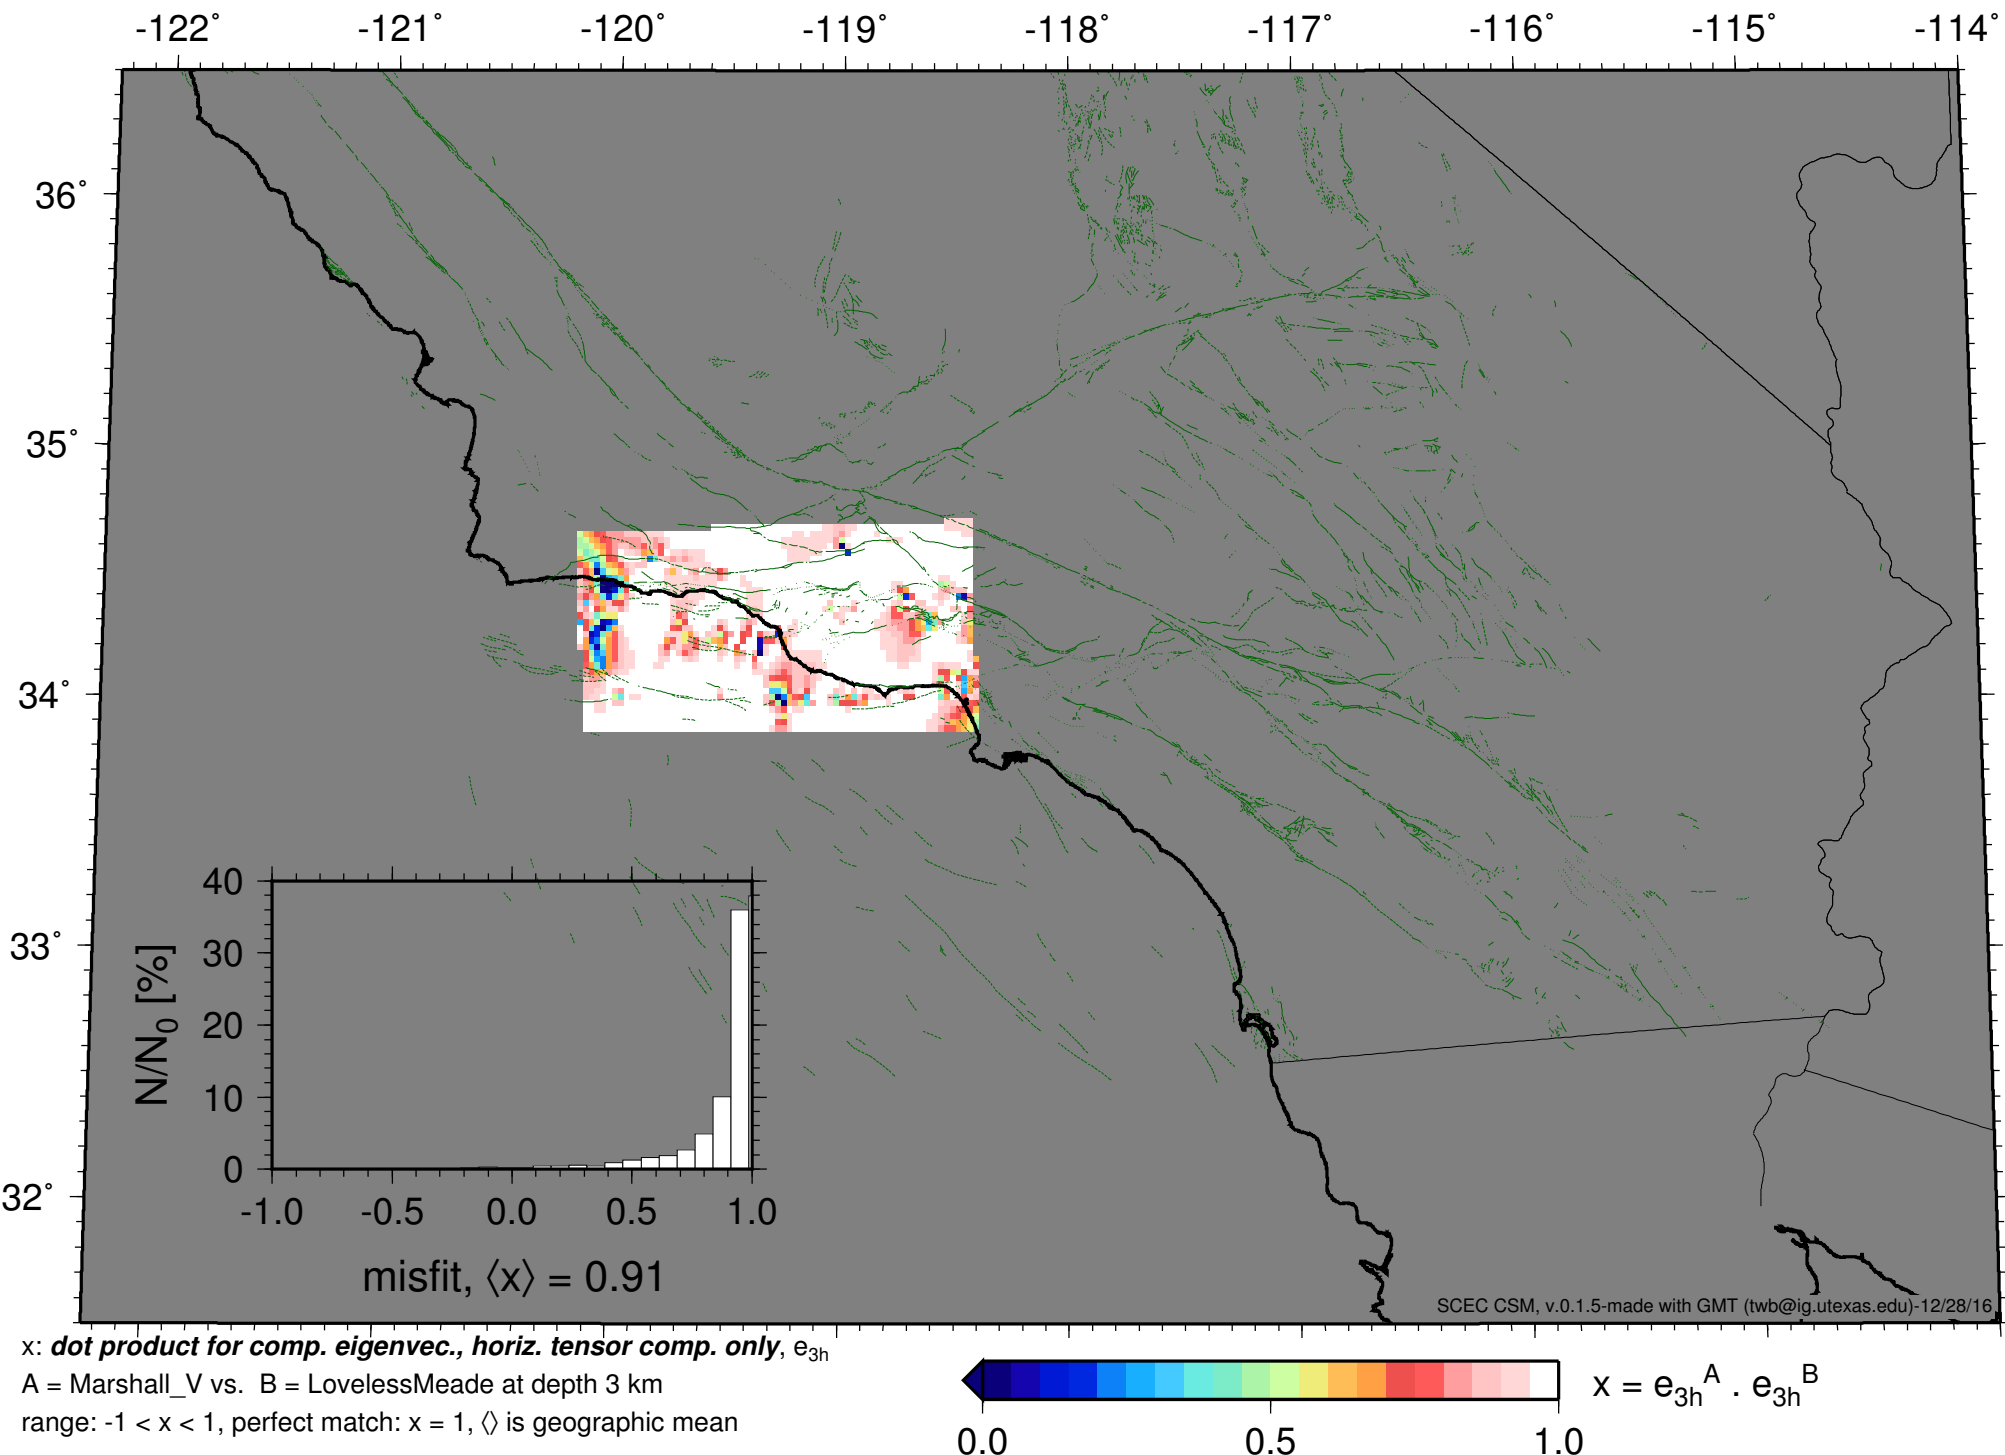 -122° -121° -120° -119° -118° -117° -116° -115° -114°
36°
35°
34°
33°
32°
40
30
20
10
0
N/N0 [%]
-1.0 -0.5 0.0 0.5 1.0
misfit, ⟨x⟩ = 0.91
SCEC CSM, v.0.1.5-made with GMT (twb@ig.utexas.edu)-12/28/16
x: dot product for comp. eigenvec., horiz. tensor comp. only, e3h
A = Marshall_V vs. B = LovelessMeade at depth 3 km
range: -1 < x < 1, perfect match: x = 1, ⟨⟩ is geographic mean
x = e3h^A . e3h^B
0.0 0.5 1.0